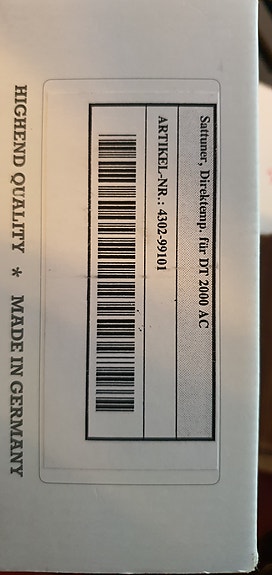 Sattuner, Direktemp. für DT 2000 AC
ARTIKEL-NR.: 4302-99101
HIGHEND QUALITY * MADE IN GERMANY